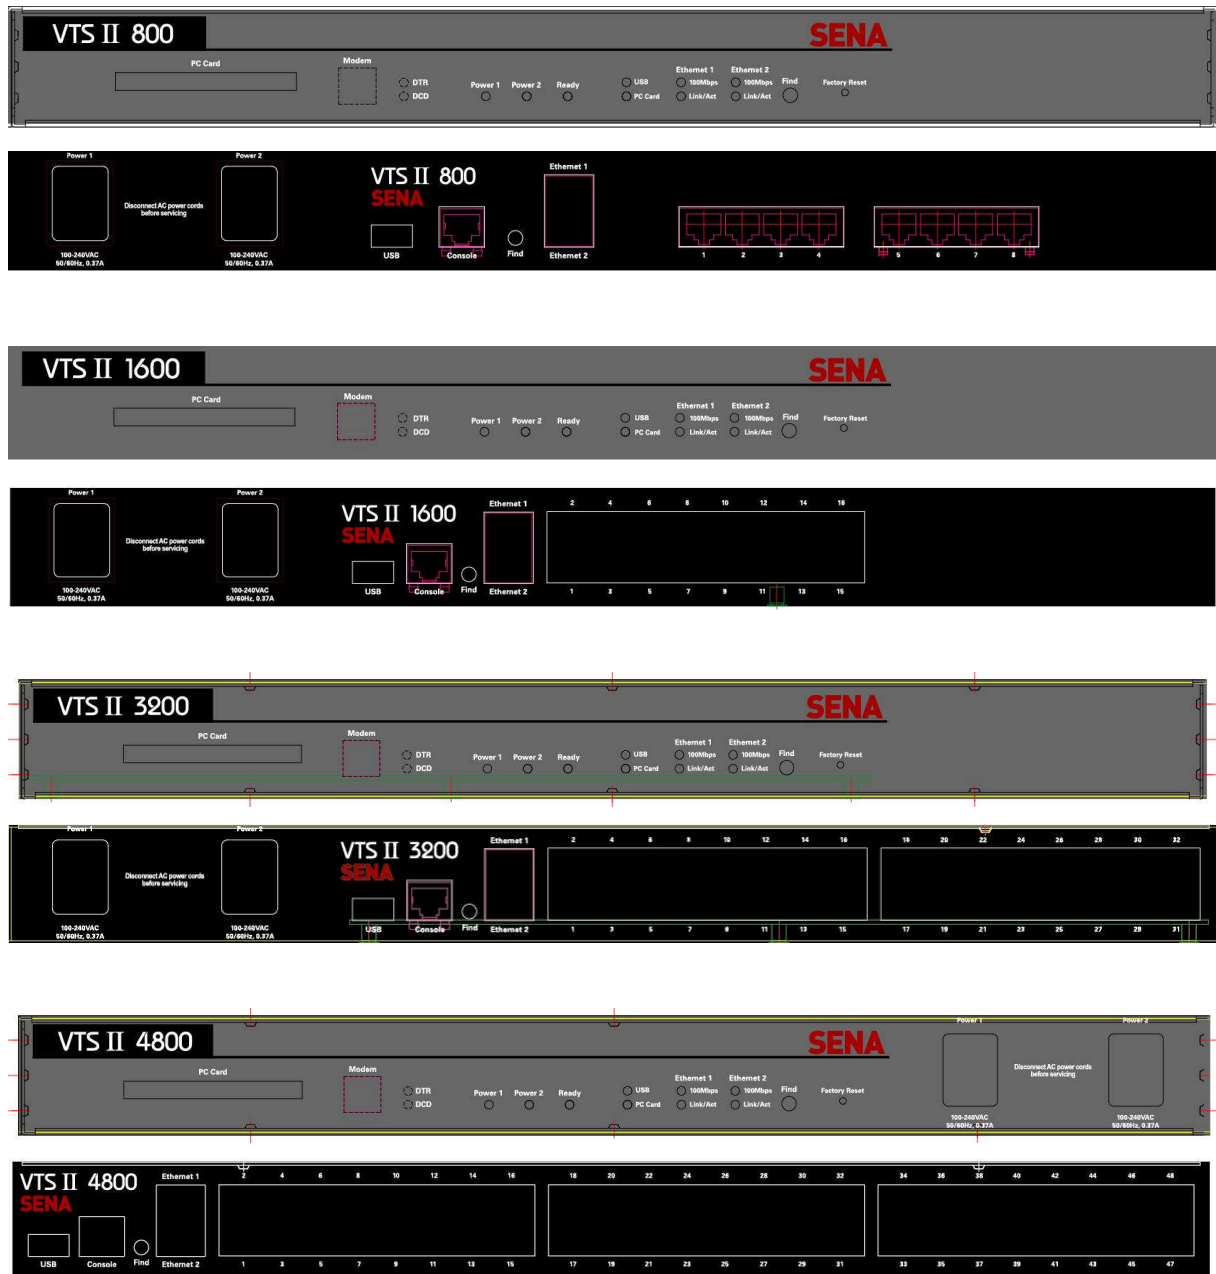 VTS II 800 SENA
PC Card Modem Ethernet 1 Ethernet 2
DTR USB 100Mbps 100Mbps Find Factory Reset
Power 1 Power 2 Ready
DCD PC Card Link/Act Link/Act
Power 1 Power 2 Ethernet 1
VTS II 800
SENA
Disconnect AC power cords
before servicing
100-240VAC 100-240VAC USB Console Find Ethernet 2 1 2 3 4 5 6 7 8
50/60Hz, 0.37A 50/60Hz, 0.37A
VTS II 1600 SENA
PC Card Modem Ethernet 1 Ethernet 2
DTR USB 100Mbps 100Mbps Find Factory Reset
Power 1 Power 2 Ready
DCD PC Card Link/Act Link/Act
Power 1 Power 2 Ethernet 1 2 4 6 8 10 12 14 16
VTS II 1600
SENA
Disconnect AC power cords
before servicing
100-240VAC 100-240VAC USB Console Find Ethernet 2 1 3 5 7 9 11 13 15
50/60Hz, 0.37A 50/60Hz, 0.37A
VTS II 3200 SENA
PC Card Modem Ethernet 1 Ethernet 2
DTR USB 100Mbps 100Mbps Find Factory Reset
Power 1 Power 2 Ready
DCD PC Card Link/Act Link/Act
Power 1 Power 2 Ethernet 1 2 4 6 8 10 12 14 16 18 20 22 24 26 28 30 32
VTS II 3200
SENA
Disconnect AC power cords
before servicing
100-240VAC 100-240VAC USB Console Find Ethernet 2 1 3 5 7 9 11 13 15 17 19 21 23 25 27 29 31
50/60Hz, 0.37A 50/60Hz, 0.37A
Power 1 Power 2
VTS II 4800 SENA
PC Card Modem Ethernet 1 Ethernet 2
Disconnect AC power cords
before servicing
DTR USB 100Mbps 100Mbps Find Factory Reset
Power 1 Power 2 Ready
DCD PC Card Link/Act Link/Act
100-240VAC 100-240VAC
50/60Hz, 0.37A 50/60Hz, 0.37A
VTS II 4800 Ethernet 1 2 4 6 8 10 12 14 16 18 20 22 24 26 28 30 32 34 36 38 40 42 43 44 46 48
SENA
USB Console Find Ethernet 2 1 3 5 7 9 11 13 15 17 19 21 23 25 27 29 31 33 35 37 39 41 43 45 47